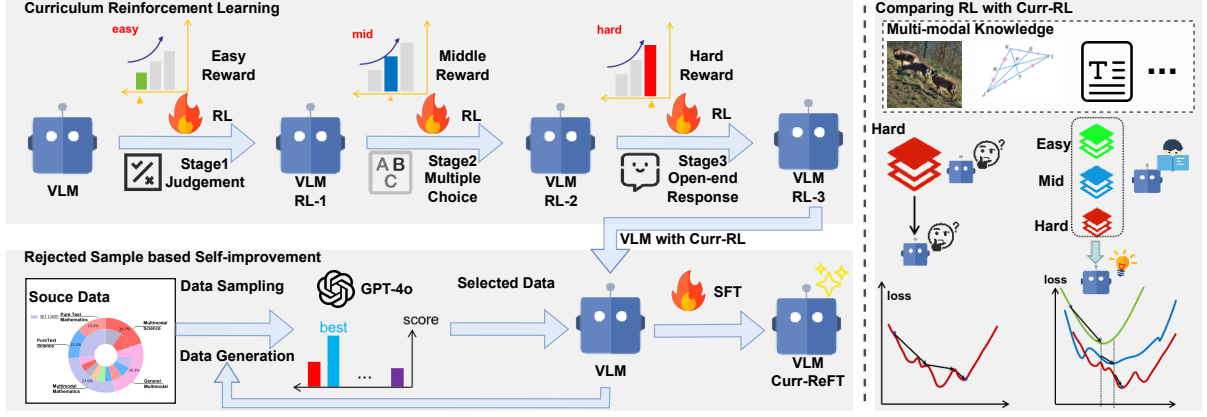 Curriculum Reinforcement Learning
easy
Easy
Reward
mid
Middle
Reward
hard
Hard
Reward
RL
RL
RL
VLM
Stage1
Judgement
VLM
RL-1
A B
C
Stage2
Multiple
Choice
VLM
RL-2
Stage3
Open-end
Response
VLM
RL-3
VLM with Curr-RL
Rejected Sample based Self-improvement
Souce Data
Pure Text
Mathematics
Multimodal
Science
PureText
Science
Multimodal
Mathematics
General
Multimodal
13.2%
27.8%
Data Sampling
Data Generation
GPT-4o
best
...
score
Selected Data
VLM
SFT
VLM
Curr-ReFT
Comparing RL with Curr-RL
Multi-modal Knowledge
T
...
Hard
?
?
Easy
Mid
Hard
loss
loss